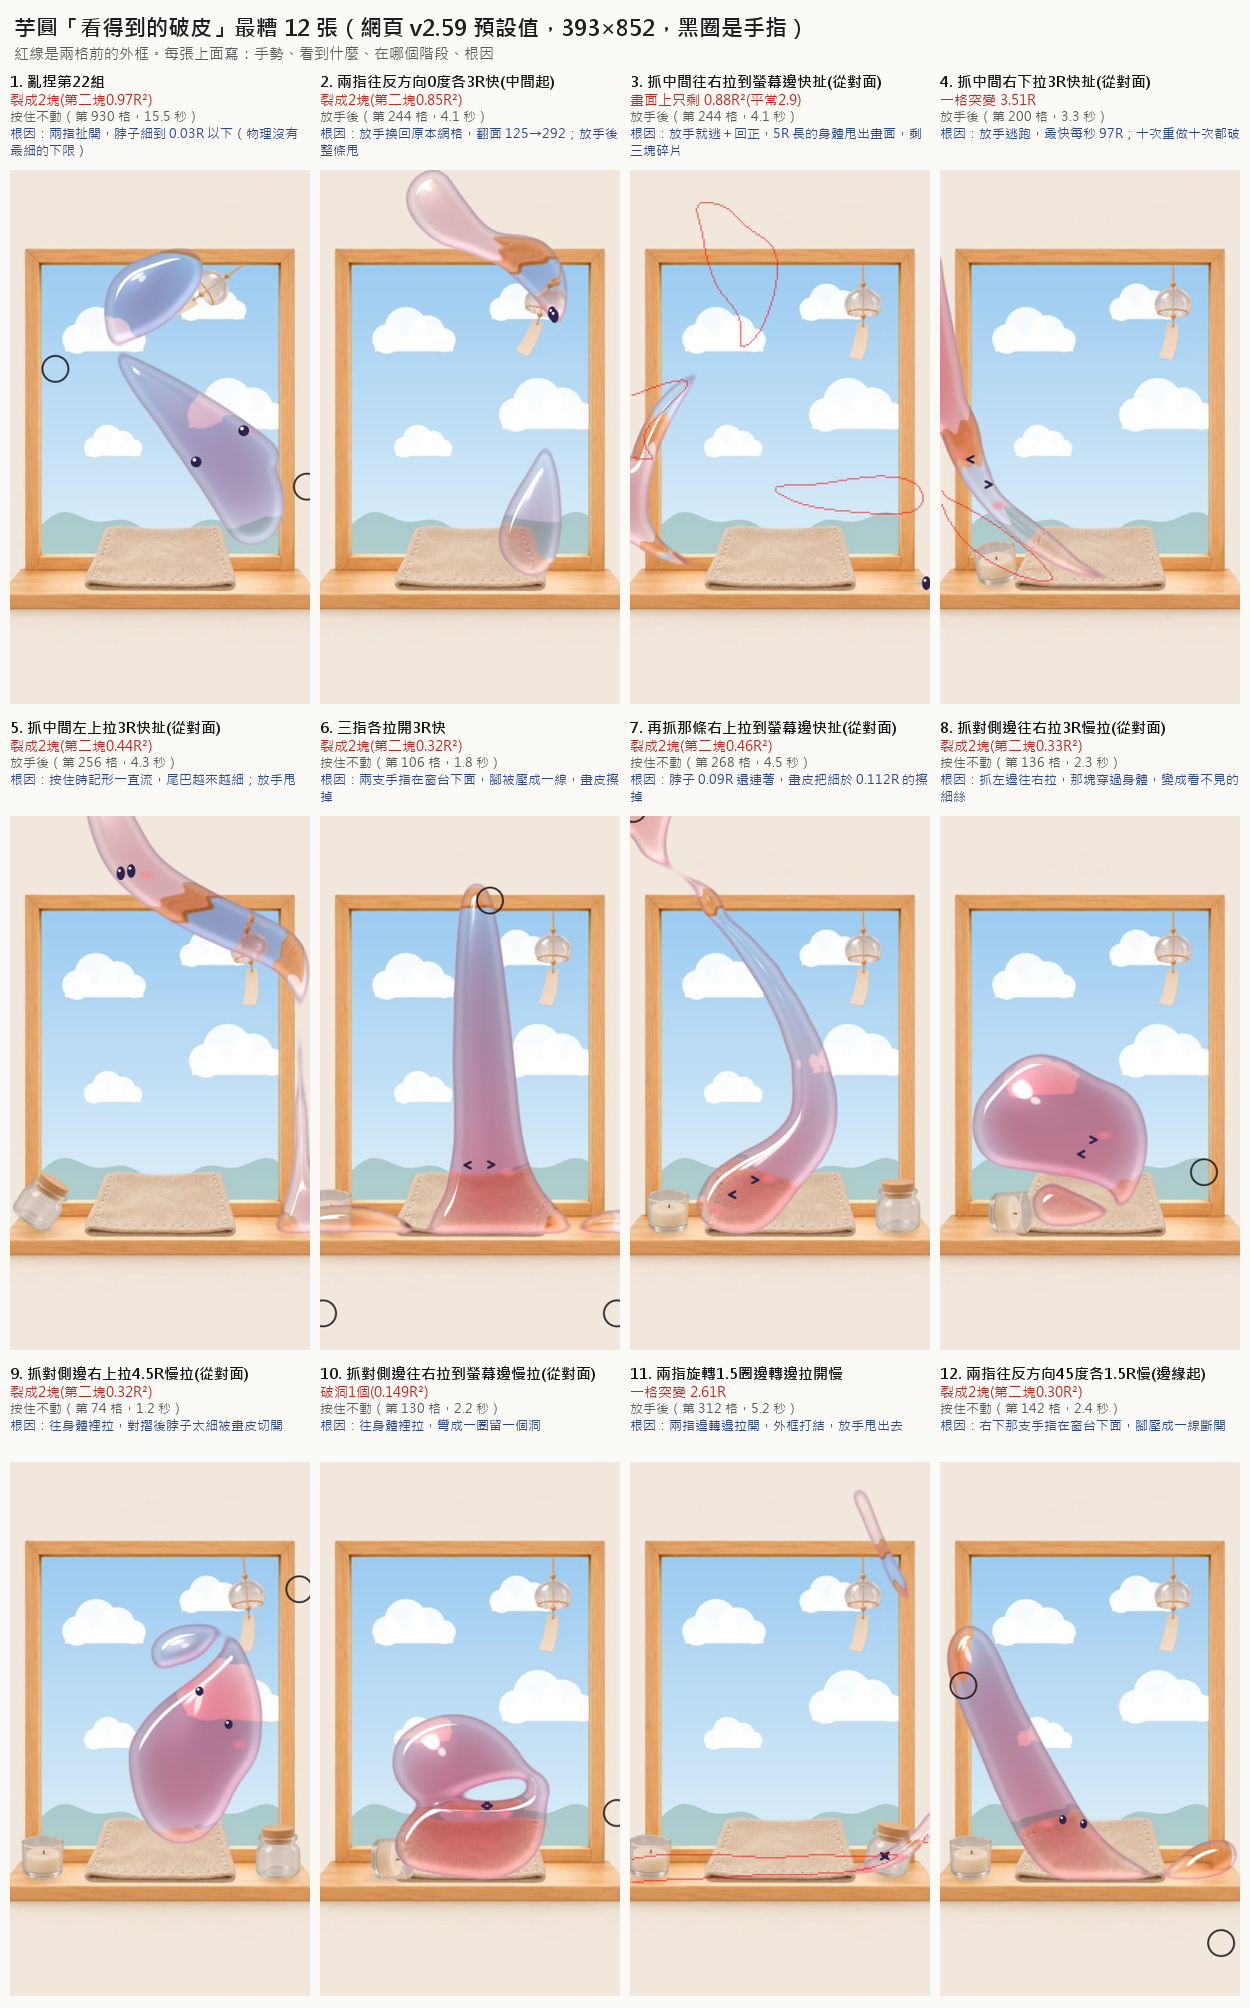 芋圓「看得到的破皮」最糟 12 張（網頁 v2.59 預設值，393×852，黑圈是手指）
紅線是兩格前的外框。每張上面寫：手勢、看到什麼、在哪個階段、根因
1. 亂捏第22組
裂成2塊(第二塊0.97R²)
按住不動（第 930 格，15.5 秒）
根因：兩指扯開，脖子細到 0.03R 以下（物理沒有
最細的下限）
2. 兩指往反方向0度各3R快(中間起)
裂成2塊(第二塊0.85R²)
放手後（第 244 格，4.1 秒）
根因：放手換回原本網格，翻面 125→292；放手後
整條甩
3. 抓中間往右拉到螢幕邊快扯(從對面)
畫面上只剩 0.88R²(平常2.9)
放手後（第 244 格，4.1 秒）
根因：放手就逃＋回正，5R 長的身體甩出畫面，剩
三塊碎片
4. 抓中間右下拉3R快扯(從對面)
一格突變 3.51R
放手後（第 200 格，3.3 秒）
根因：放手逃跑，最快每秒 97R；十次重做十次都破
5. 抓中間左上拉3R快扯(從對面)
裂成2塊(第二塊0.44R²)
放手後（第 256 格，4.3 秒）
根因：按住時記形一直流，尾巴越來越細；放手甩
6. 三指各拉開3R快
裂成2塊(第二塊0.32R²)
按住不動（第 106 格，1.8 秒）
根因：兩支手指在窗台下面，腳被壓成一線，畫皮擦
掉
7. 再抓那條右上拉到螢幕邊快扯(從對面)
裂成2塊(第二塊0.46R²)
按住不動（第 268 格，4.5 秒）
根因：脖子 0.09R 還連著，畫皮把細於 0.112R 的擦
掉
8. 抓對側邊往右拉3R慢拉(從對面)
裂成2塊(第二塊0.33R²)
按住不動（第 136 格，2.3 秒）
根因：抓左邊往右拉，那塊穿過身體，變成看不見的
細絲
9. 抓對側邊右上拉4.5R慢拉(從對面)
裂成2塊(第二塊0.32R²)
按住不動（第 74 格，1.2 秒）
根因：往身體裡拉，對摺後脖子太細被畫皮切開
10. 抓對側邊往右拉到螢幕邊慢拉(從對面)
破洞1個(0.149R²)
按住不動（第 130 格，2.2 秒）
根因：往身體裡拉，彎成一圈留一個洞
11. 兩指旋轉1.5圈邊轉邊拉開慢
一格突變 2.61R
放手後（第 312 格，5.2 秒）
根因：兩指邊轉邊拉開，外框打結，放手甩出去
12. 兩指往反方向45度各1.5R慢(邊緣起)
裂成2塊(第二塊0.30R²)
按住不動（第 142 格，2.4 秒）
根因：右下那支手指在窗台下面，腳壓成一線斷開